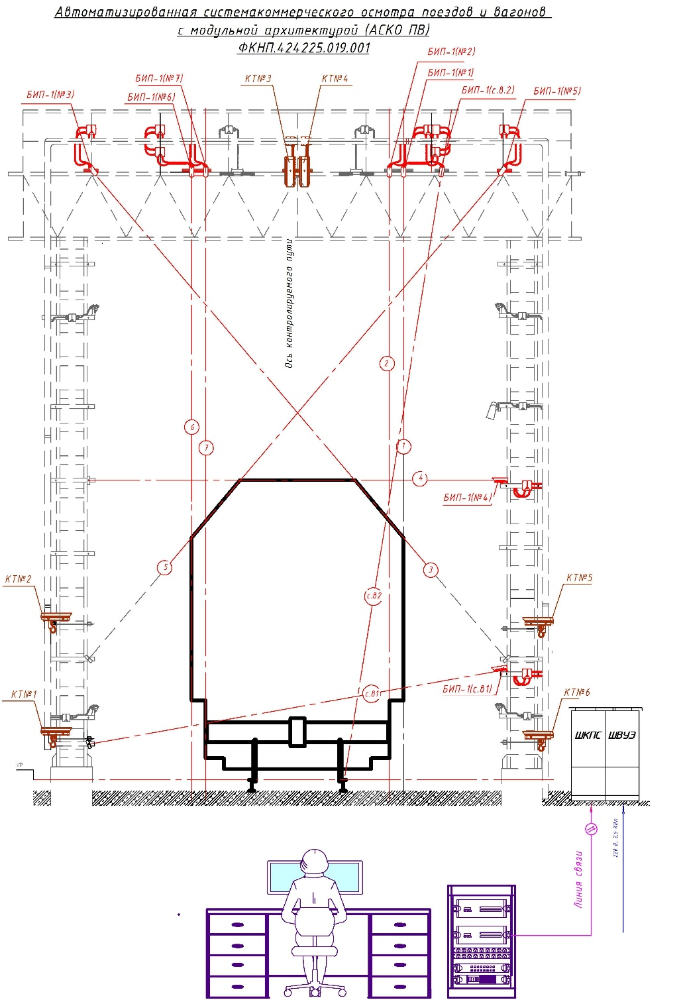 Автоматизированная системакоммерческого осмотра поездов и вагонов
с модульной архитектурой (АСКО ПВ)
ФКНП.424225.019.001
БИП-1(№2)
БИП-1(№7)
КТ№3
КТ№4
БИП-1(№1)
БИП-1(№3)
БИП-1(№6)
БИП-1(с.в.2)
БИП-1(№5)
Ось контролируемого пути
2
6
7
1
4
БИП-1(№4)
5
3
КТ№2
КТ№5
с.в2
КТ№1
с.в1
БИП-1(с.в1)
КТ№6
ШКПС
ШВУЭ
Линия связи
220 В, 2,5 КВт